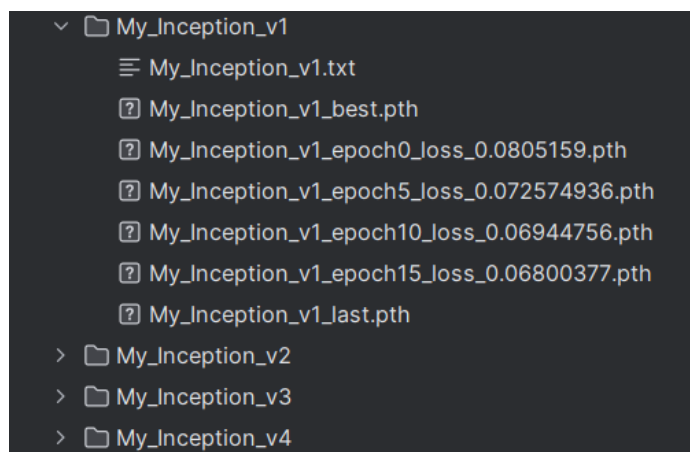 My_Inception_v1
My_Inception_v1.txt
My_Inception_v1_best.pth
My_Inception_v1_epoch0_loss_0.0805159.pth
My_Inception_v1_epoch5_loss_0.072574936.pth
My_Inception_v1_epoch10_loss_0.06944756.pth
My_Inception_v1_epoch15_loss_0.06800377.pth
My_Inception_v1_last.pth
My_Inception_v2
My_Inception_v3
My_Inception_v4